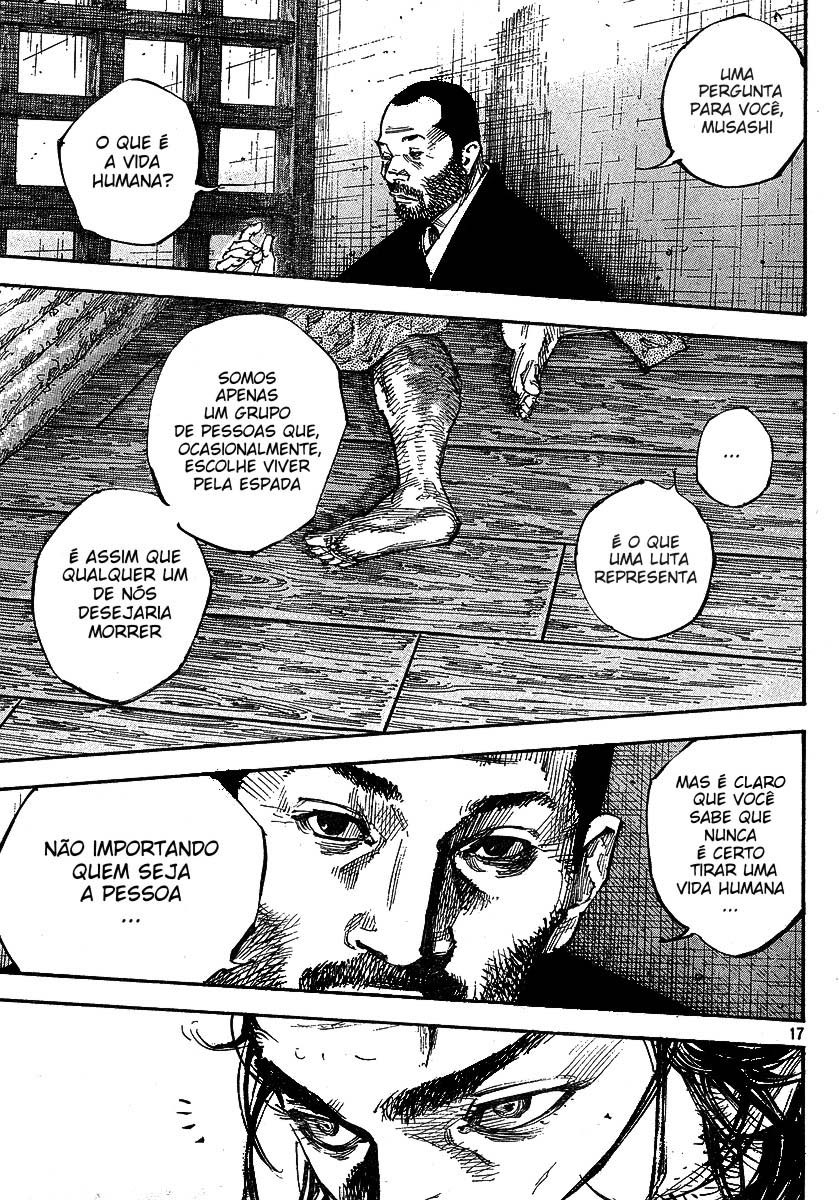 UMA
PERGUNTA
PARA VOCÊ,
MUSASHI
O QUE É
A VIDA
HUMANA?
...
É O QUE
UMA LUTA
REPRESENTA
SOMOS
APENAS
UM GRUPO
DE PESSOAS QUE,
OCASIONALMENTE,
ESCOLHE VIVER
PELA ESPADA
É ASSIM QUE
QUALQUER UM
DE NÓS
DESEJARIA
MORRER
MAS É CLARO
QUE VOCÊ
SABE QUE
NUNCA
É CERTO
TIRAR UMA
VIDA HUMANA
...
NÃO IMPORTANDO
QUEM SEJA
A PESSOA
...
17